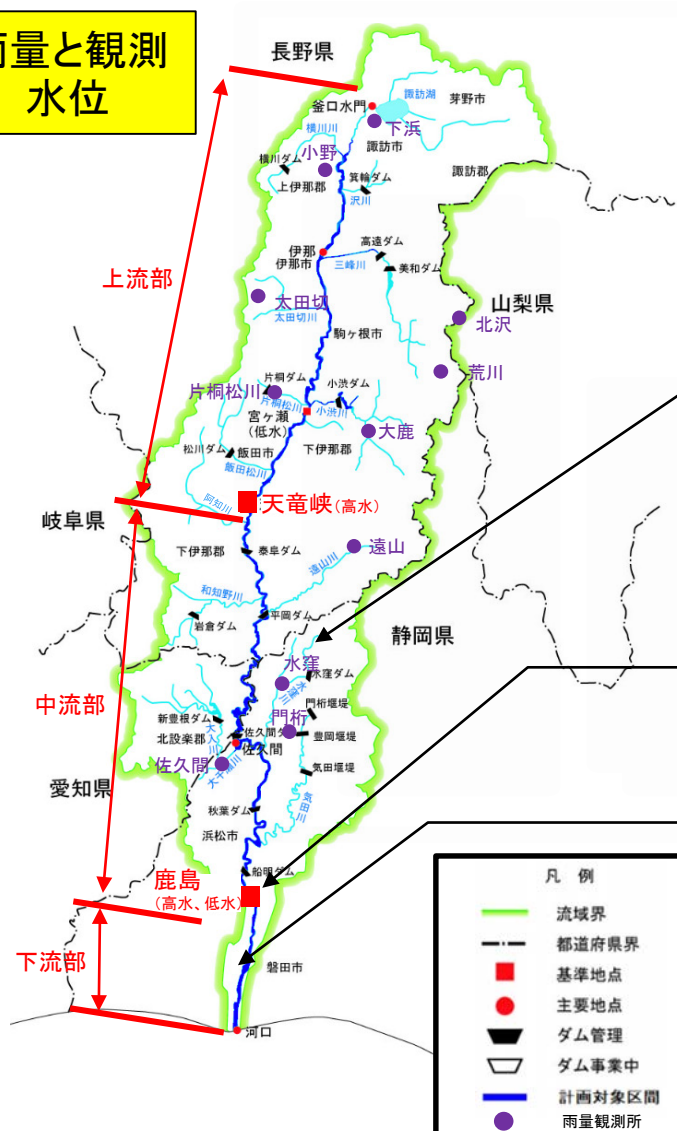 雨量と観測
水位
長野県
釜口水門
諏訪湖
茅野市
下浜
横川川
小野
諏訪市
横川ダム
上伊那郡
箕輪ダム
沢川
諏訪郡
伊那
伊那市
高遠ダム
三峰川
美和ダム
上流部
太田切
太田切川
山梨県
北沢
駒ヶ根市
荒川
片桐ダム
片桐松川
片桐松川
小渋ダム
宮ヶ瀬
(低水)
小渋川
大鹿
松川ダム
飯田市
下伊那郡
飯田松川
阿知川
天竜峡(高水)
岐阜県
下伊那郡
泰阜ダム
遠山
遠山川
和知野川
岩倉ダム
平岡ダム
静岡県
水窪
水窪ダム
水窪川
中流部
門桁堰堤
新豊根ダム
門桁
北設楽郡
大入川
佐久間ダ
佐久間
豊岡堰堤
佐久間
大千瀬川
気田堰堤
愛知県
気田川
秋葉ダム
浜松市
船明ダム
鹿島
(高水、低水)
下流部
磐田市
河口
凡 例
流域界
都道府県界
基準地点
主要地点
ダム管理
ダム事業中
計画対象区間
雨量観測所